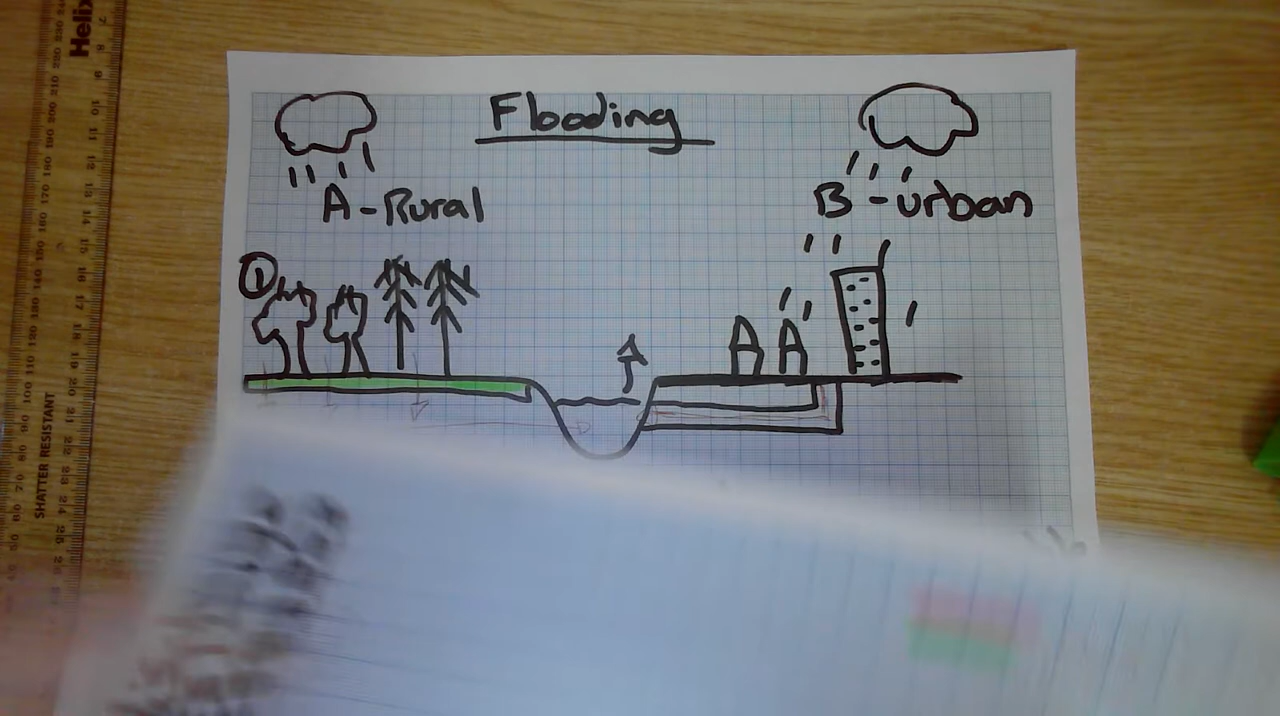 Flooding
A-Rural
B-urban
1
Helix
SHATTER RESISTANT